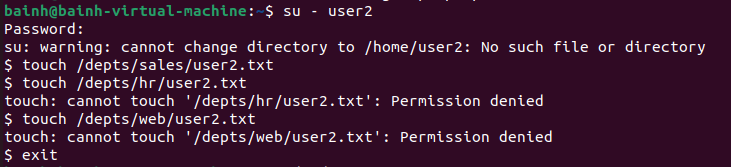 bainh@bainh-virtual-machine:~$ su - user2
Password:
su: warning: cannot change directory to /home/user2: No such file or directory
$ touch /depts/sales/user2.txt
$ touch /depts/hr/user2.txt
touch: cannot touch '/depts/hr/user2.txt': Permission denied
$ touch /depts/web/user2.txt
touch: cannot touch '/depts/web/user2.txt': Permission denied
$ exit